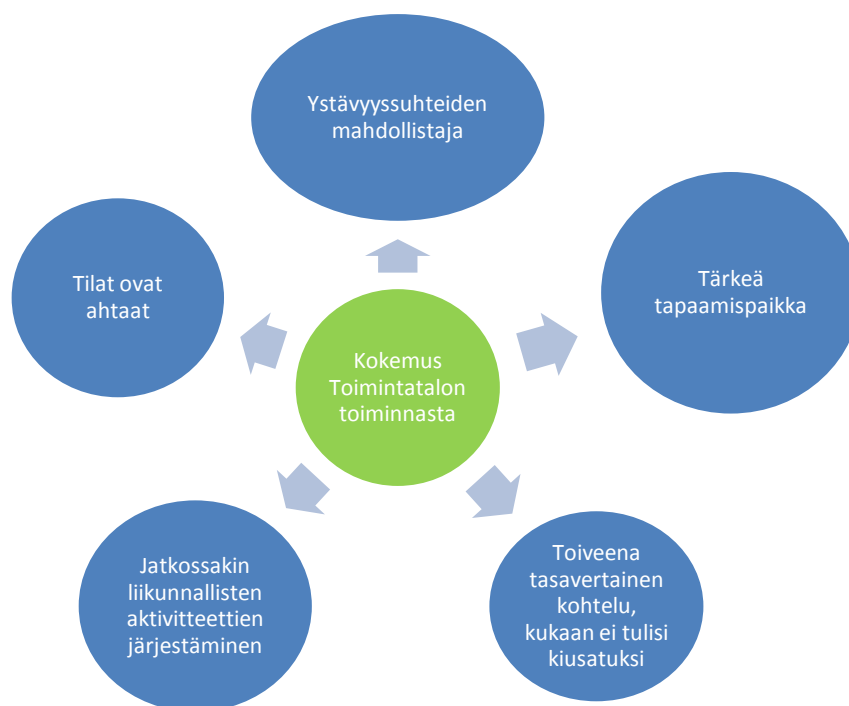 Ystävyyssuhteiden
mahdollistaja
Tärkeä
tapaamispaikka
Tilat ovat
ahtaat
Kokemus
Toimintatalon
toiminnasta
Jatkossakin
liikunnallisten
aktivitteettien
järjestäminen
Toiveena
tasavertainen
kohtelu,
kukaan ei tulisi
kiusatuksi